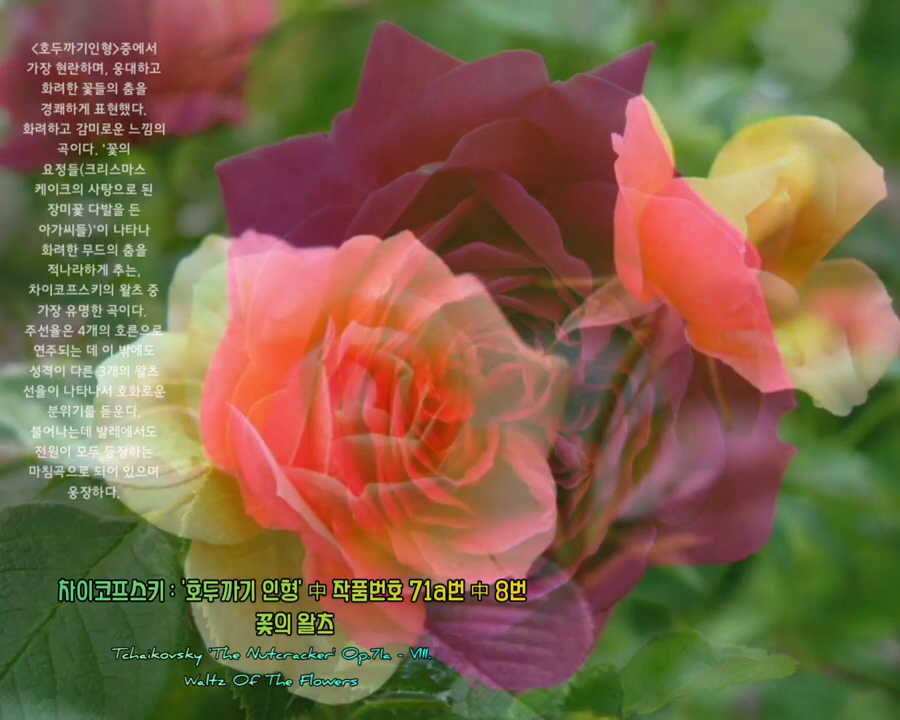 <호두까기인형>중에서
가장 현란하며, 웅대하고
화려한 꽃들의 춤을
경쾌하게 표현했다.
화려하고 감미로운 느낌의
곡이다. '꽃의
요정들(크리스마스
케이크의 사탕으로 된
장미꽃 다발을 든
아가씨들)'이 나타나
화려한 무드의 춤을
적나라하게 추는,
차이코프스키의 왈츠 중
가장 유명한 곡이다.
주선율은 4개의 호른으로
연주되는 데 이 밖에도
성격이 다른 3개의 왈츠
선율이 나타나서 호화로운
분위기를 돋운다.
불어나는데 발레에서도
전원이 모두 등장하는
마침곡으로 되어 있으며
웅장하다.
차이코프스키 : '호두까기 인형' 中 작품번호 71a번 中 8번
꽃의 왈츠
Tchaikovsky 'The Nutcracker' Op.71a - VIII.
Waltz Of The Flowers